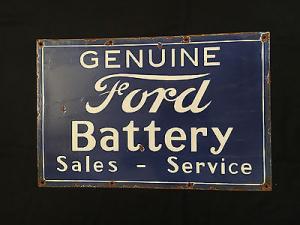 GENUINE
Ford
Battery
Sales - Service